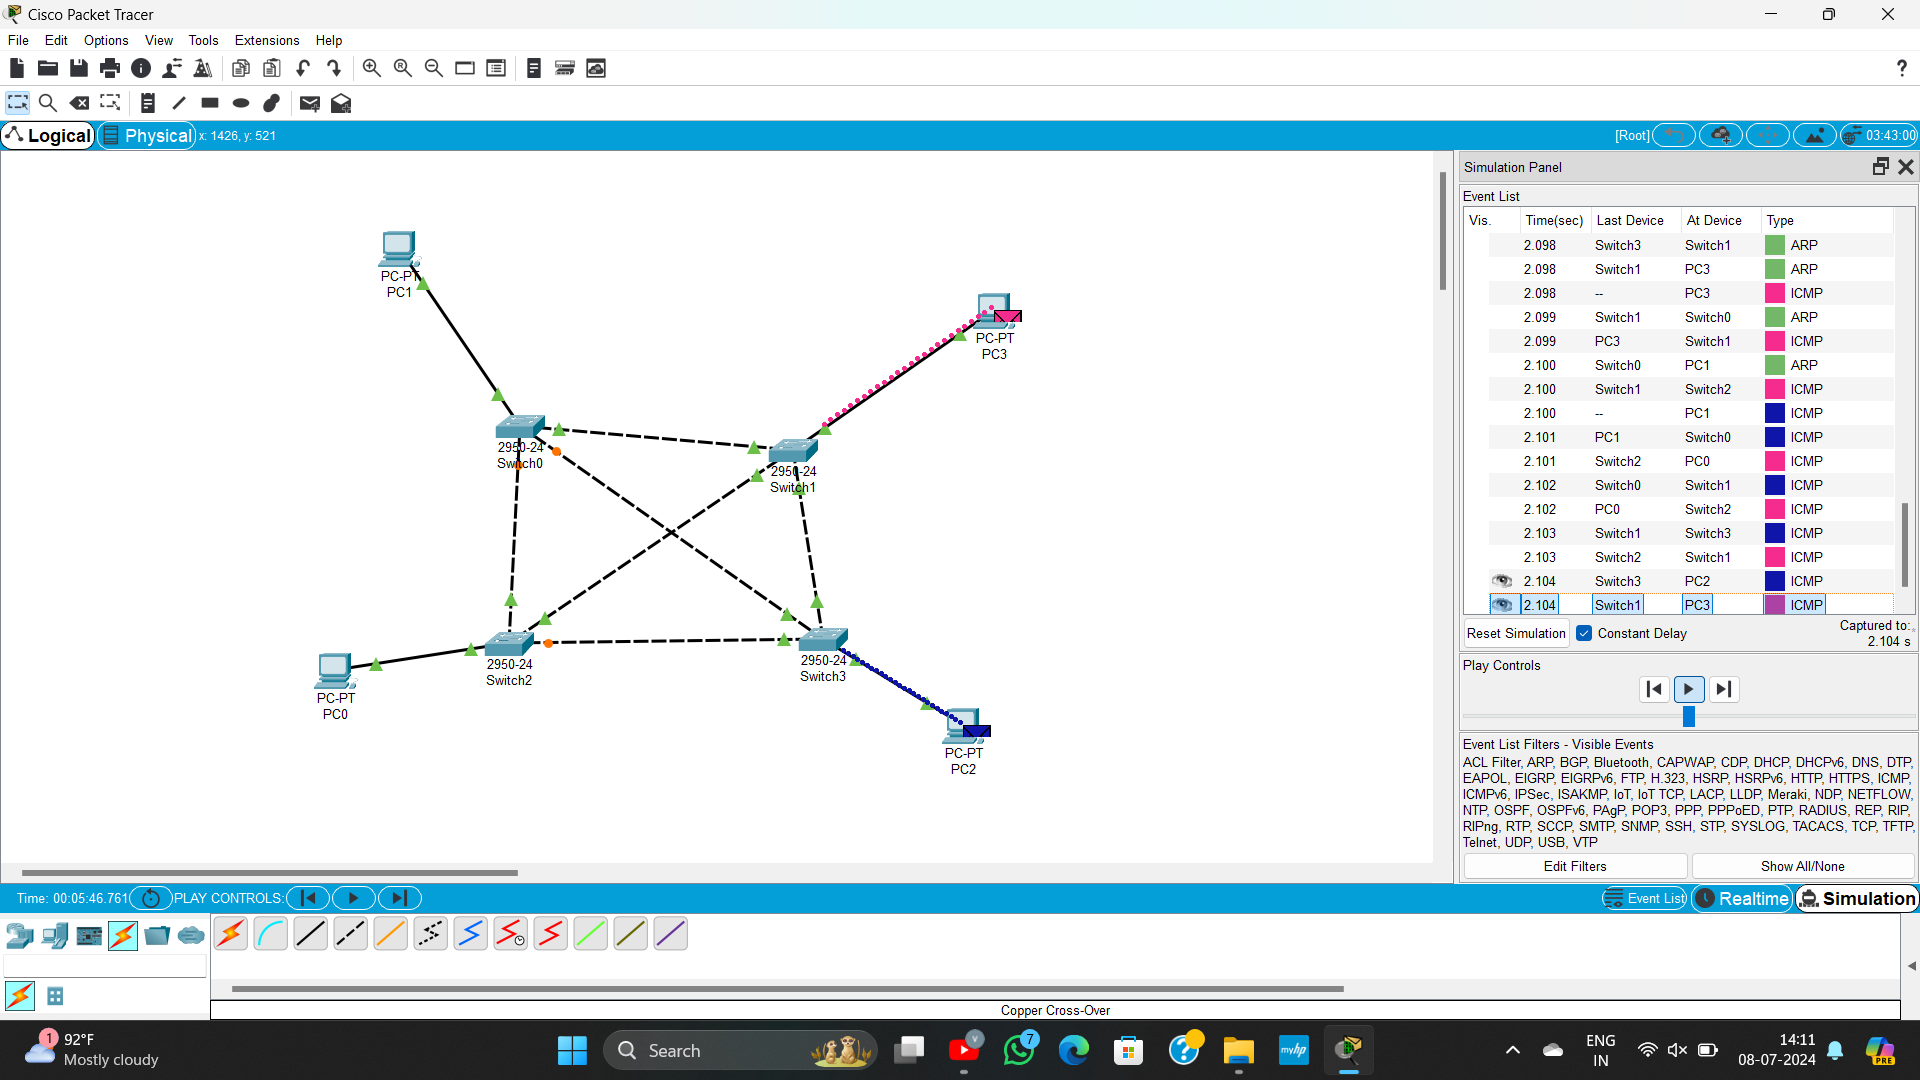 Cisco Packet Tracer
File Edit Options View Tools Extensions Help
?
Logical Physical x: 1426, y: 521 [Root] 03:43:00
PC-PT
PC1
PC-PT
PC3
2950-24
Switch0
2950-24
Switch1
2950-24
Switch2
2950-24
Switch3
PC-PT
PC0
PC-PT
PC2
Simulation Panel
Event List
Vis. Time(sec) Last Device At Device Type
2.098 Switch3 Switch1 ARP
2.098 Switch1 PC3 ARP
2.098 -- PC3 ICMP
2.099 Switch1 Switch0 ARP
2.099 PC3 Switch1 ICMP
2.100 Switch0 PC1 ARP
2.100 Switch1 Switch2 ICMP
2.100 -- PC1 ICMP
2.101 PC1 Switch0 ICMP
2.101 Switch2 PC0 ICMP
2.102 Switch0 Switch1 ICMP
2.102 PC0 Switch2 ICMP
2.103 Switch1 Switch3 ICMP
2.103 Switch2 Switch1 ICMP
2.104 Switch3 PC2 ICMP
2.104 Switch1 PC3 ICMP
Reset Simulation Constant Delay Captured to:
2.104 s
Play Controls
Event List Filters - Visible Events
ACL Filter, ARP, BGP, Bluetooth, CAPWAP, CDP, DHCP, DHCPv6, DNS, DTP,
EAPOL, EIGRP, EIGRPv6, FTP, H.323, HSRP, HSRPv6, HTTP, HTTPS, ICMP,
ICMPv6, IPSec, ISAKMP, IoT, IoT TCP, LACP, LLDP, Meraki, NDP, NETFLOW,
NTP, OSPF, OSPFv6, PAgP, POP3, PPP, PPPoED, PTP, RADIUS, REP, RIP,
RIPng, RTP, SCCP, SMTP, SNMP, SSH, STP, SYSLOG, TACACS, TCP, TFTP,
Telnet, UDP, USB, VTP
Edit Filters Show All/None
Time: 00:05:46.761 PLAY CONTROLS: Event List Realtime Simulation
Copper Cross-Over
1 92°F
Mostly cloudy
Search
7
myhp
ENG
IN
14:11
08-07-2024
PRE